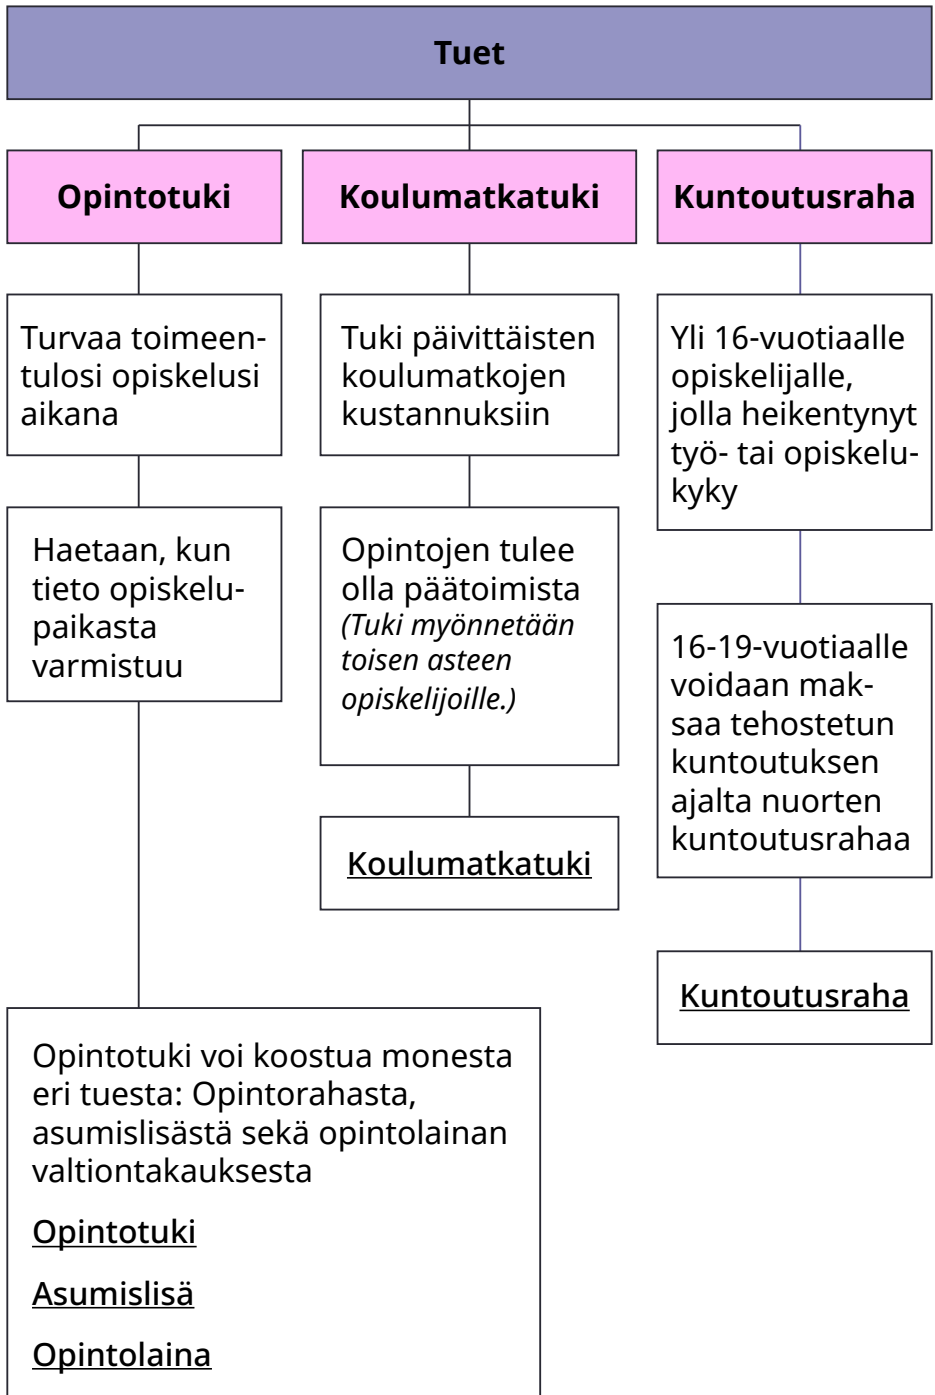 Tuet
Opintotuki
Turvaa toimeen-
tulosi opiskelusi
aikana
Haetaan, kun
tieto opiskelu-
paikasta
varmistuu
Opintotuki voi koostua monesta
eri tuesta: Opintorahasta,
asumislisästä sekä opintolainan
valtiontakauksesta
Opintotuki
Asumislisä
Opintolaina
Koulumatkatuki
Tuki päivittäisten
koulumatkojen
kustannuksiin
Opintojen tulee
olla päätoimista
(Tuki myönnetään
toisen asteen
opiskelijoille.)
Koulumatkatuki
Kuntoutusraha
Yli 16-vuotiaalle
opiskelijalle,
jolla heikentynyt
työ- tai opiskelu-
kyky
16-19-vuotiaalle
voidaan mak-
saa tehostetun
kuntoutuksen
ajalta nuorten
kuntoutusrahaa
Kuntoutusraha